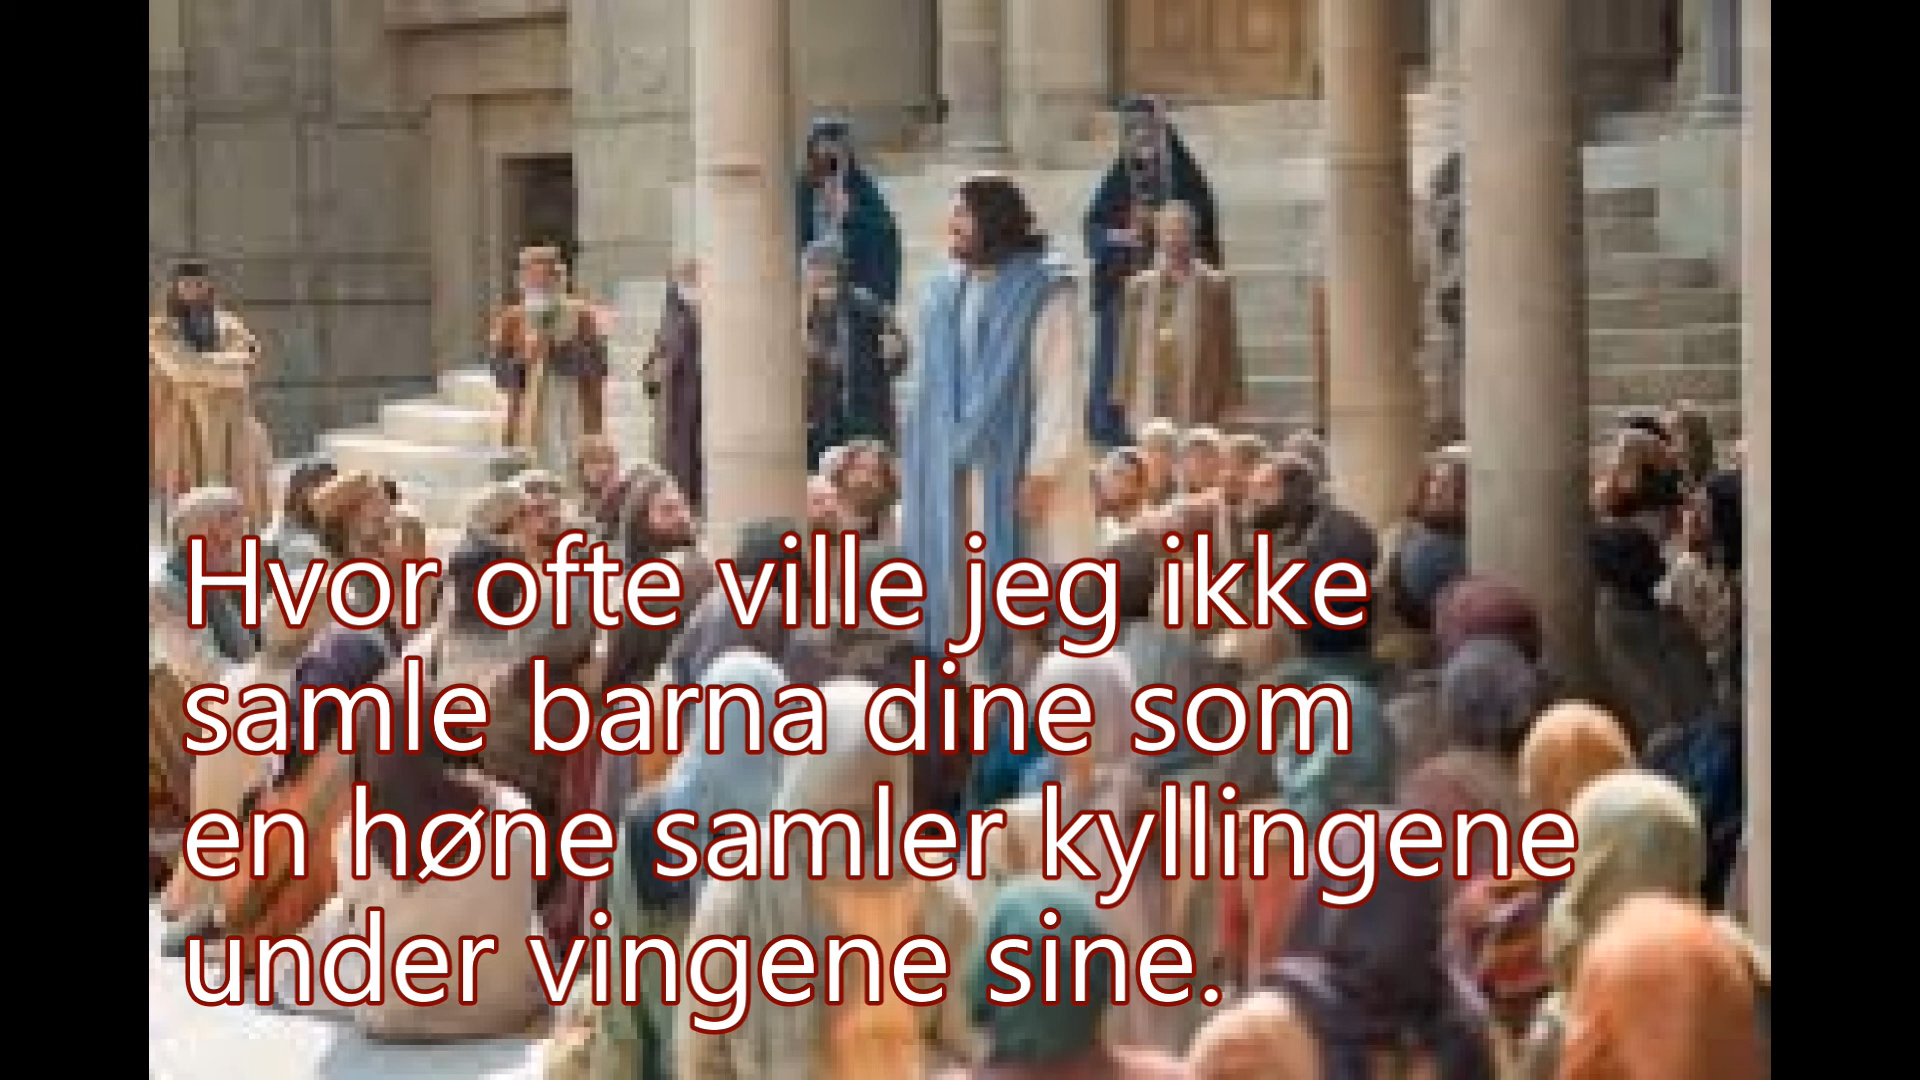 Hvor ofte ville jeg ikke
samle barna dine som
en høne samler kyllingene
under vingene sine.